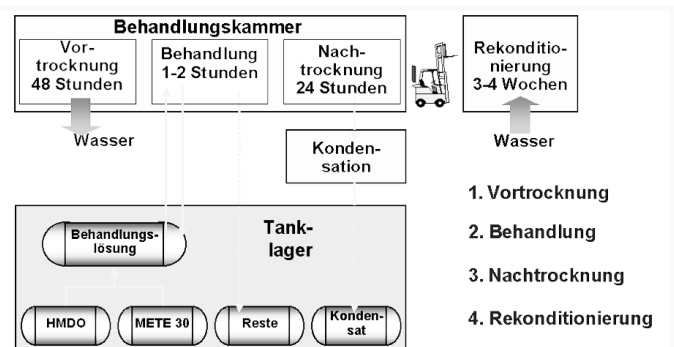 Behandlungskammer
Vor-
trocknung
48 Stunden
Behandlung
1-2 Stunden
Nach-
trocknung
24 Stunden
Rekonditio-
nierung
3-4 Wochen
Wasser
Wasser
Konden-
sation
1. Vortrocknung
2. Behandlung
3. Nachtrocknung
4. Rekonditionierung
Tank-
lager
Behandlungs-
lösung
HMDO
METE 30
Reste
Konden-
sat